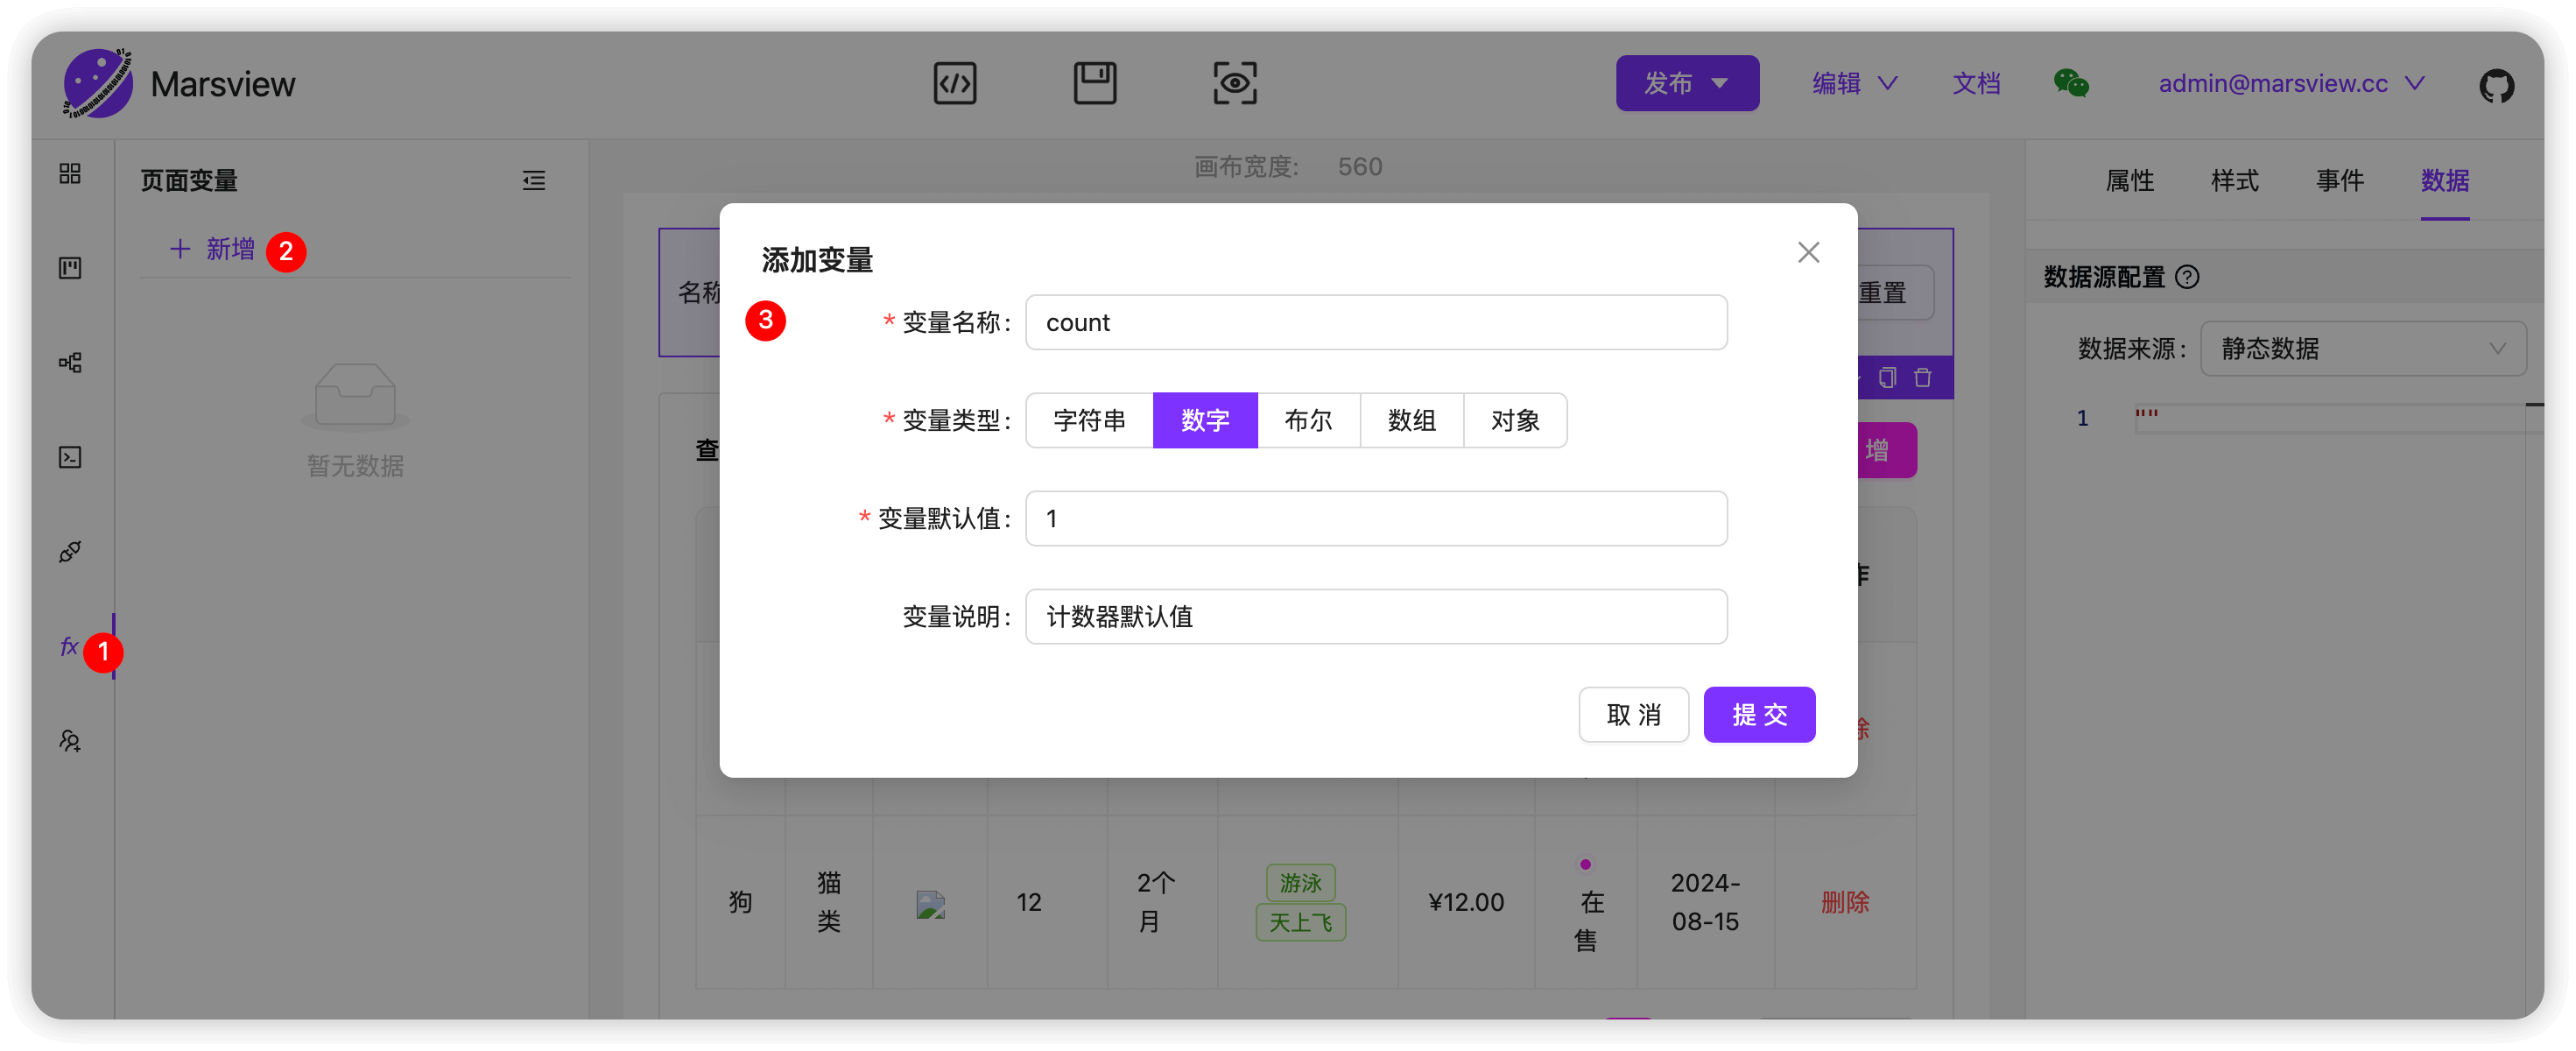 Marsview
发布
编辑
文档
admin@marsview.cc
页面变量
新增
2
暂无数据
fx
1
画布宽度: 560
名称
重置
查
增
添加变量
3
* 变量名称:
count
* 变量类型:
字符串
数字
布尔
数组
对象
* 变量默认值:
1
变量说明:
计数器默认值
取 消
提 交
狗
猫
类
12
2个
月
游泳
天上飞
¥12.00
在
售
2024-
08-15
删除
属性
样式
事件
数据
数据源配置
数据来源:
静态数据
1
""